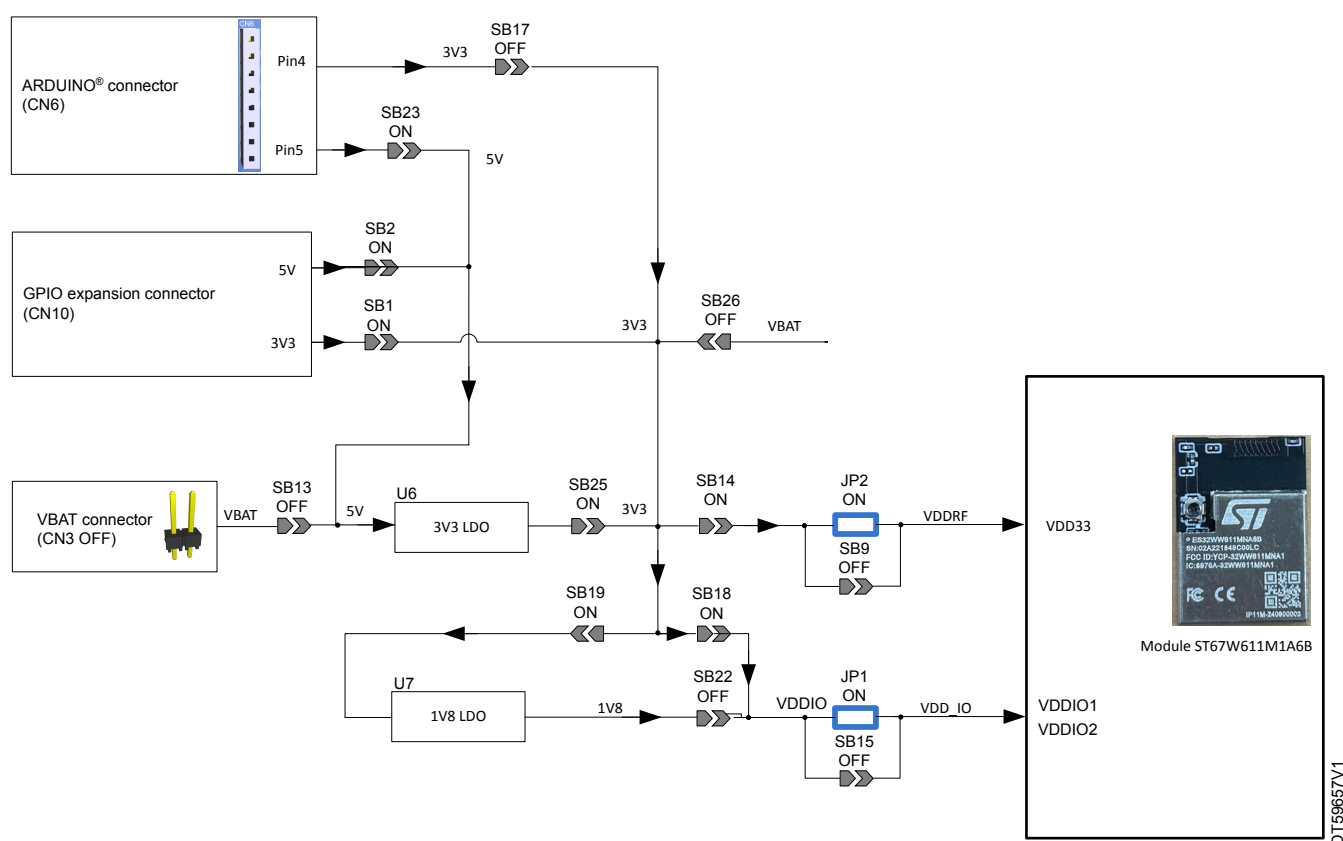 CN6
ARDUINO® connector
(CN6)
Pin4
3V3
SB17
OFF
SB23
ON
Pin5
5V
GPIO expansion connector
(CN10)
5V
SB2
ON
3V3
SB1
ON
3V3
SB26
OFF
VBAT
VBAT connector
(CN3 OFF)
VBAT
SB13
OFF
5V
U6
3V3 LDO
SB25
ON
3V3
SB14
ON
JP2
ON
SB9
OFF
VDDRF
VDD33
SB19
ON
SB18
ON
U7
1V8 LDO
1V8
SB22
OFF
VDDIO
JP1
ON
SB15
OFF
VDD_IO
VDDIO1
VDDIO2
ST
ES32WW611MNA6B
SN:02A221849C00LC
FCC ID:YCP-32WW611MNA1
IC:8976A-32WW611MNA1
FC CE
IP11M-240600003
Module ST67W611M1A6B
DT59657V1